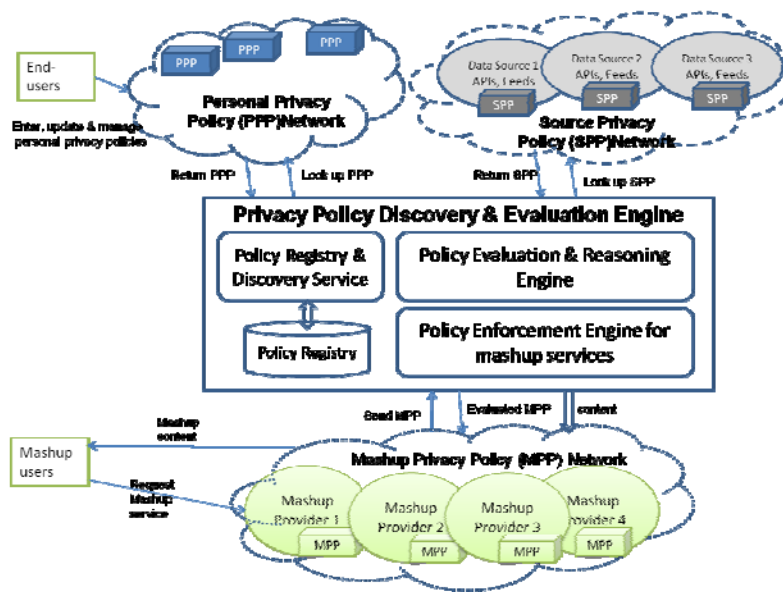 PPP
PPP
PPP
End-
users
Personal Privacy
Policy (PPP)Network
Enter, update & manage
personal privacy policies
Data Source 1
APIs, Feeds
SPP
Data Source 2
APIs, Feeds
SPP
Data Source 3
APIs, Feeds
SPP
Source Privacy
Policy (SPP)Network
Return PPP
Look up PPP
Return SPP
Look up SPP
Privacy Policy Discovery & Evaluation Engine
Policy Registry &
Discovery Service
Policy Registry
Policy Evaluation & Reasoning
Engine
Policy Enforcement Engine for
mashup services
Send MPP
Evaluated MPP
content
Mashup
content
Mashup
users
Request
Mashup
service
Mashup Privacy Policy (MPP) Network
Mashup
Provider 1
MPP
Mashup
Provider 2
MPP
Mashup
Provider 3
MPP
Mashup
Provider 4
MPP